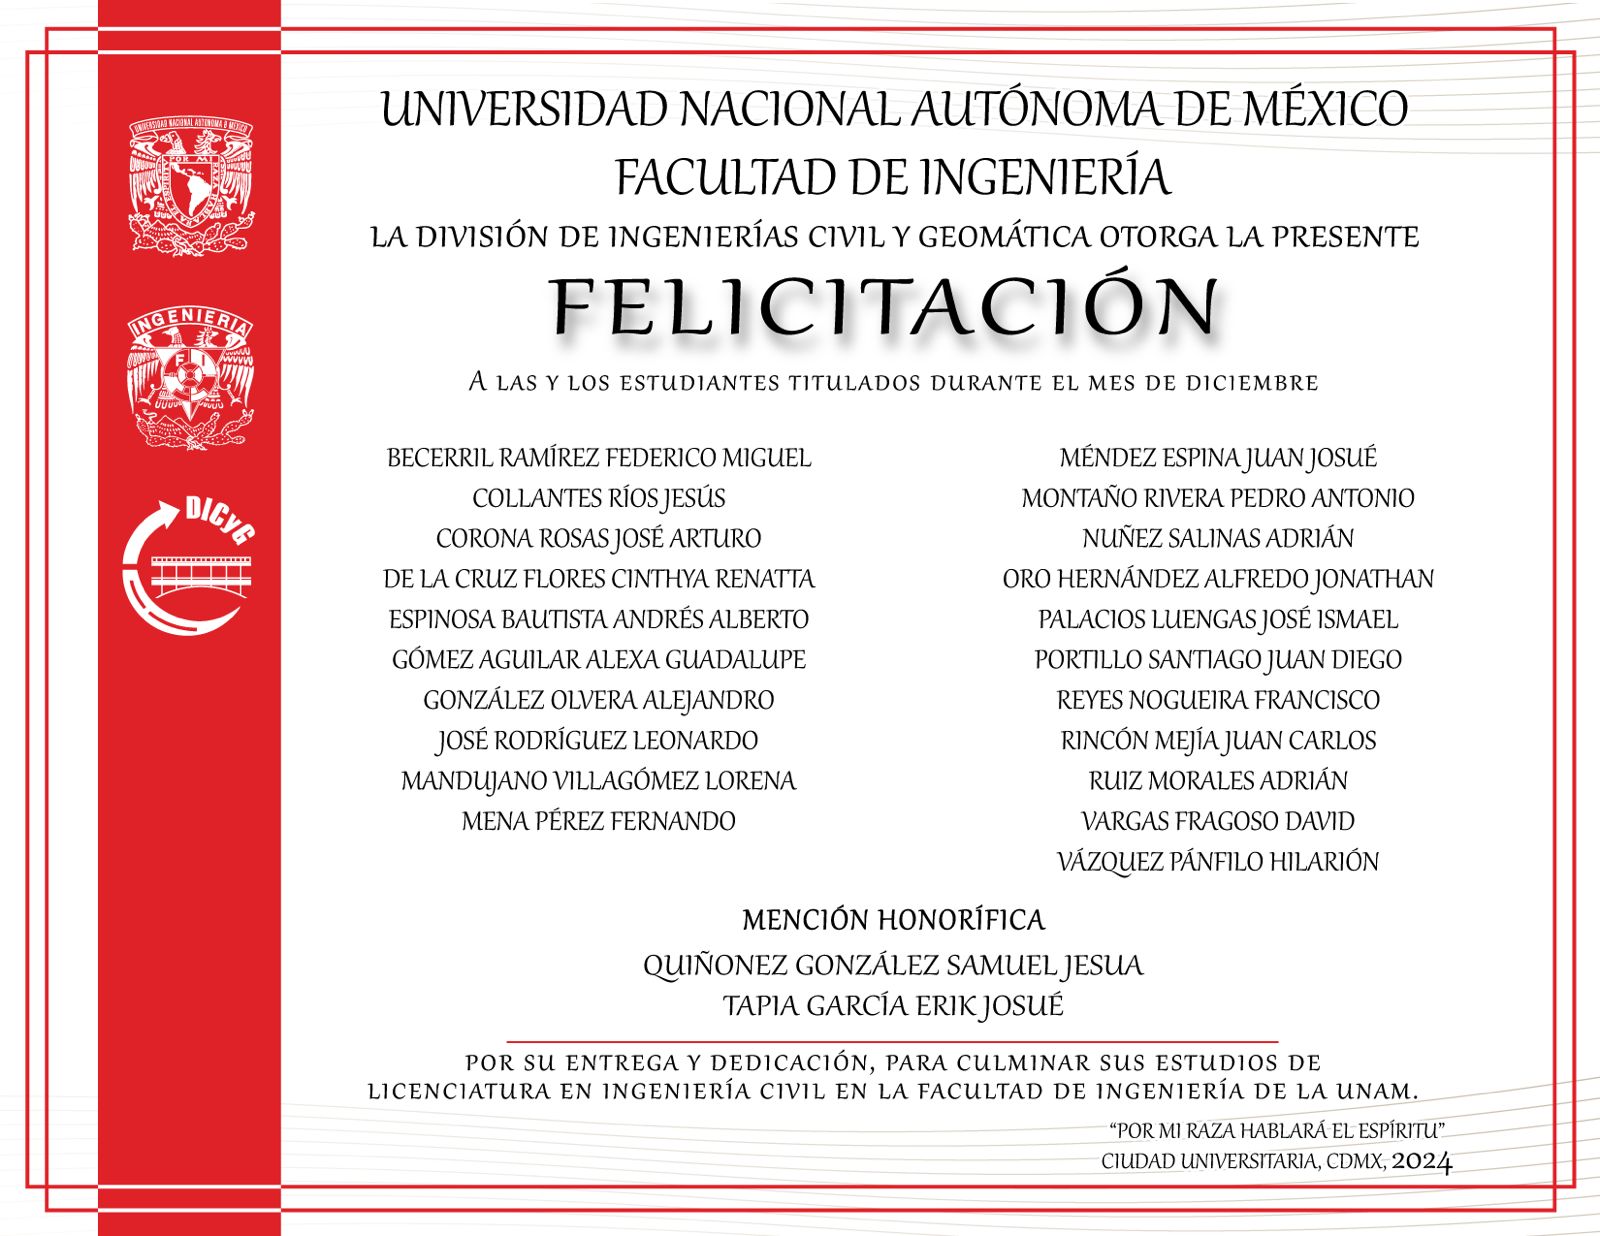 UNIVERSIDAD NACIONAL AUTÓNOMA DE MÉXICO
FACULTAD DE INGENIERÍA
LA DIVISIÓN DE INGENIERÍAS CIVIL Y GEOMÁTICA OTORGA LA PRESENTE
FELICITACIÓN
A LAS Y LOS ESTUDIANTES TITULADOS DURANTE EL MES DE DICIEMBRE
BECERRIL RAMÍREZ FEDERICO MIGUEL
COLLANTES RÍOS JESÚS
CORONA ROSAS JOSÉ ARTURO
DE LA CRUZ FLORES CINTHYA RENATTA
ESPINOSA BAUTISTA ANDRÉS ALBERTO
GÓMEZ AGUILAR ALEXA GUADALUPE
GONZÁLEZ OLVERA ALEJANDRO
JOSÉ RODRÍGUEZ LEONARDO
MANDUJANO VILLAGÓMEZ LORENA
MENA PÉREZ FERNANDO
MÉNDEZ ESPINA JUAN JOSUÉ
MONTAÑO RIVERA PEDRO ANTONIO
NUÑEZ SALINAS ADRIÁN
ORO HERNÁNDEZ ALFREDO JONATHAN
PALACIOS LUENGAS JOSÉ ISMAEL
PORTILLO SANTIAGO JUAN DIEGO
REYES NOGUEIRA FRANCISCO
RINCÓN MEJÍA JUAN CARLOS
RUIZ MORALES ADRIÁN
VARGAS FRAGOSO DAVID
VÁZQUEZ PÁNFILO HILARIÓN
MENCIÓN HONORÍFICA
QUIÑONEZ GONZÁLEZ SAMUEL JESUA
TAPIA GARCÍA ERIK JOSUÉ
POR SU ENTREGA Y DEDICACIÓN, PARA CULMINAR SUS ESTUDIOS DE
LICENCIATURA EN INGENIERÍA CIVIL EN LA FACULTAD DE INGENIERÍA DE LA UNAM.
“POR MI RAZA HABLARÁ EL ESPÍRITU”
CIUDAD UNIVERSITARIA, CDMX, 2024
INGENIERIA
FI
DICyG